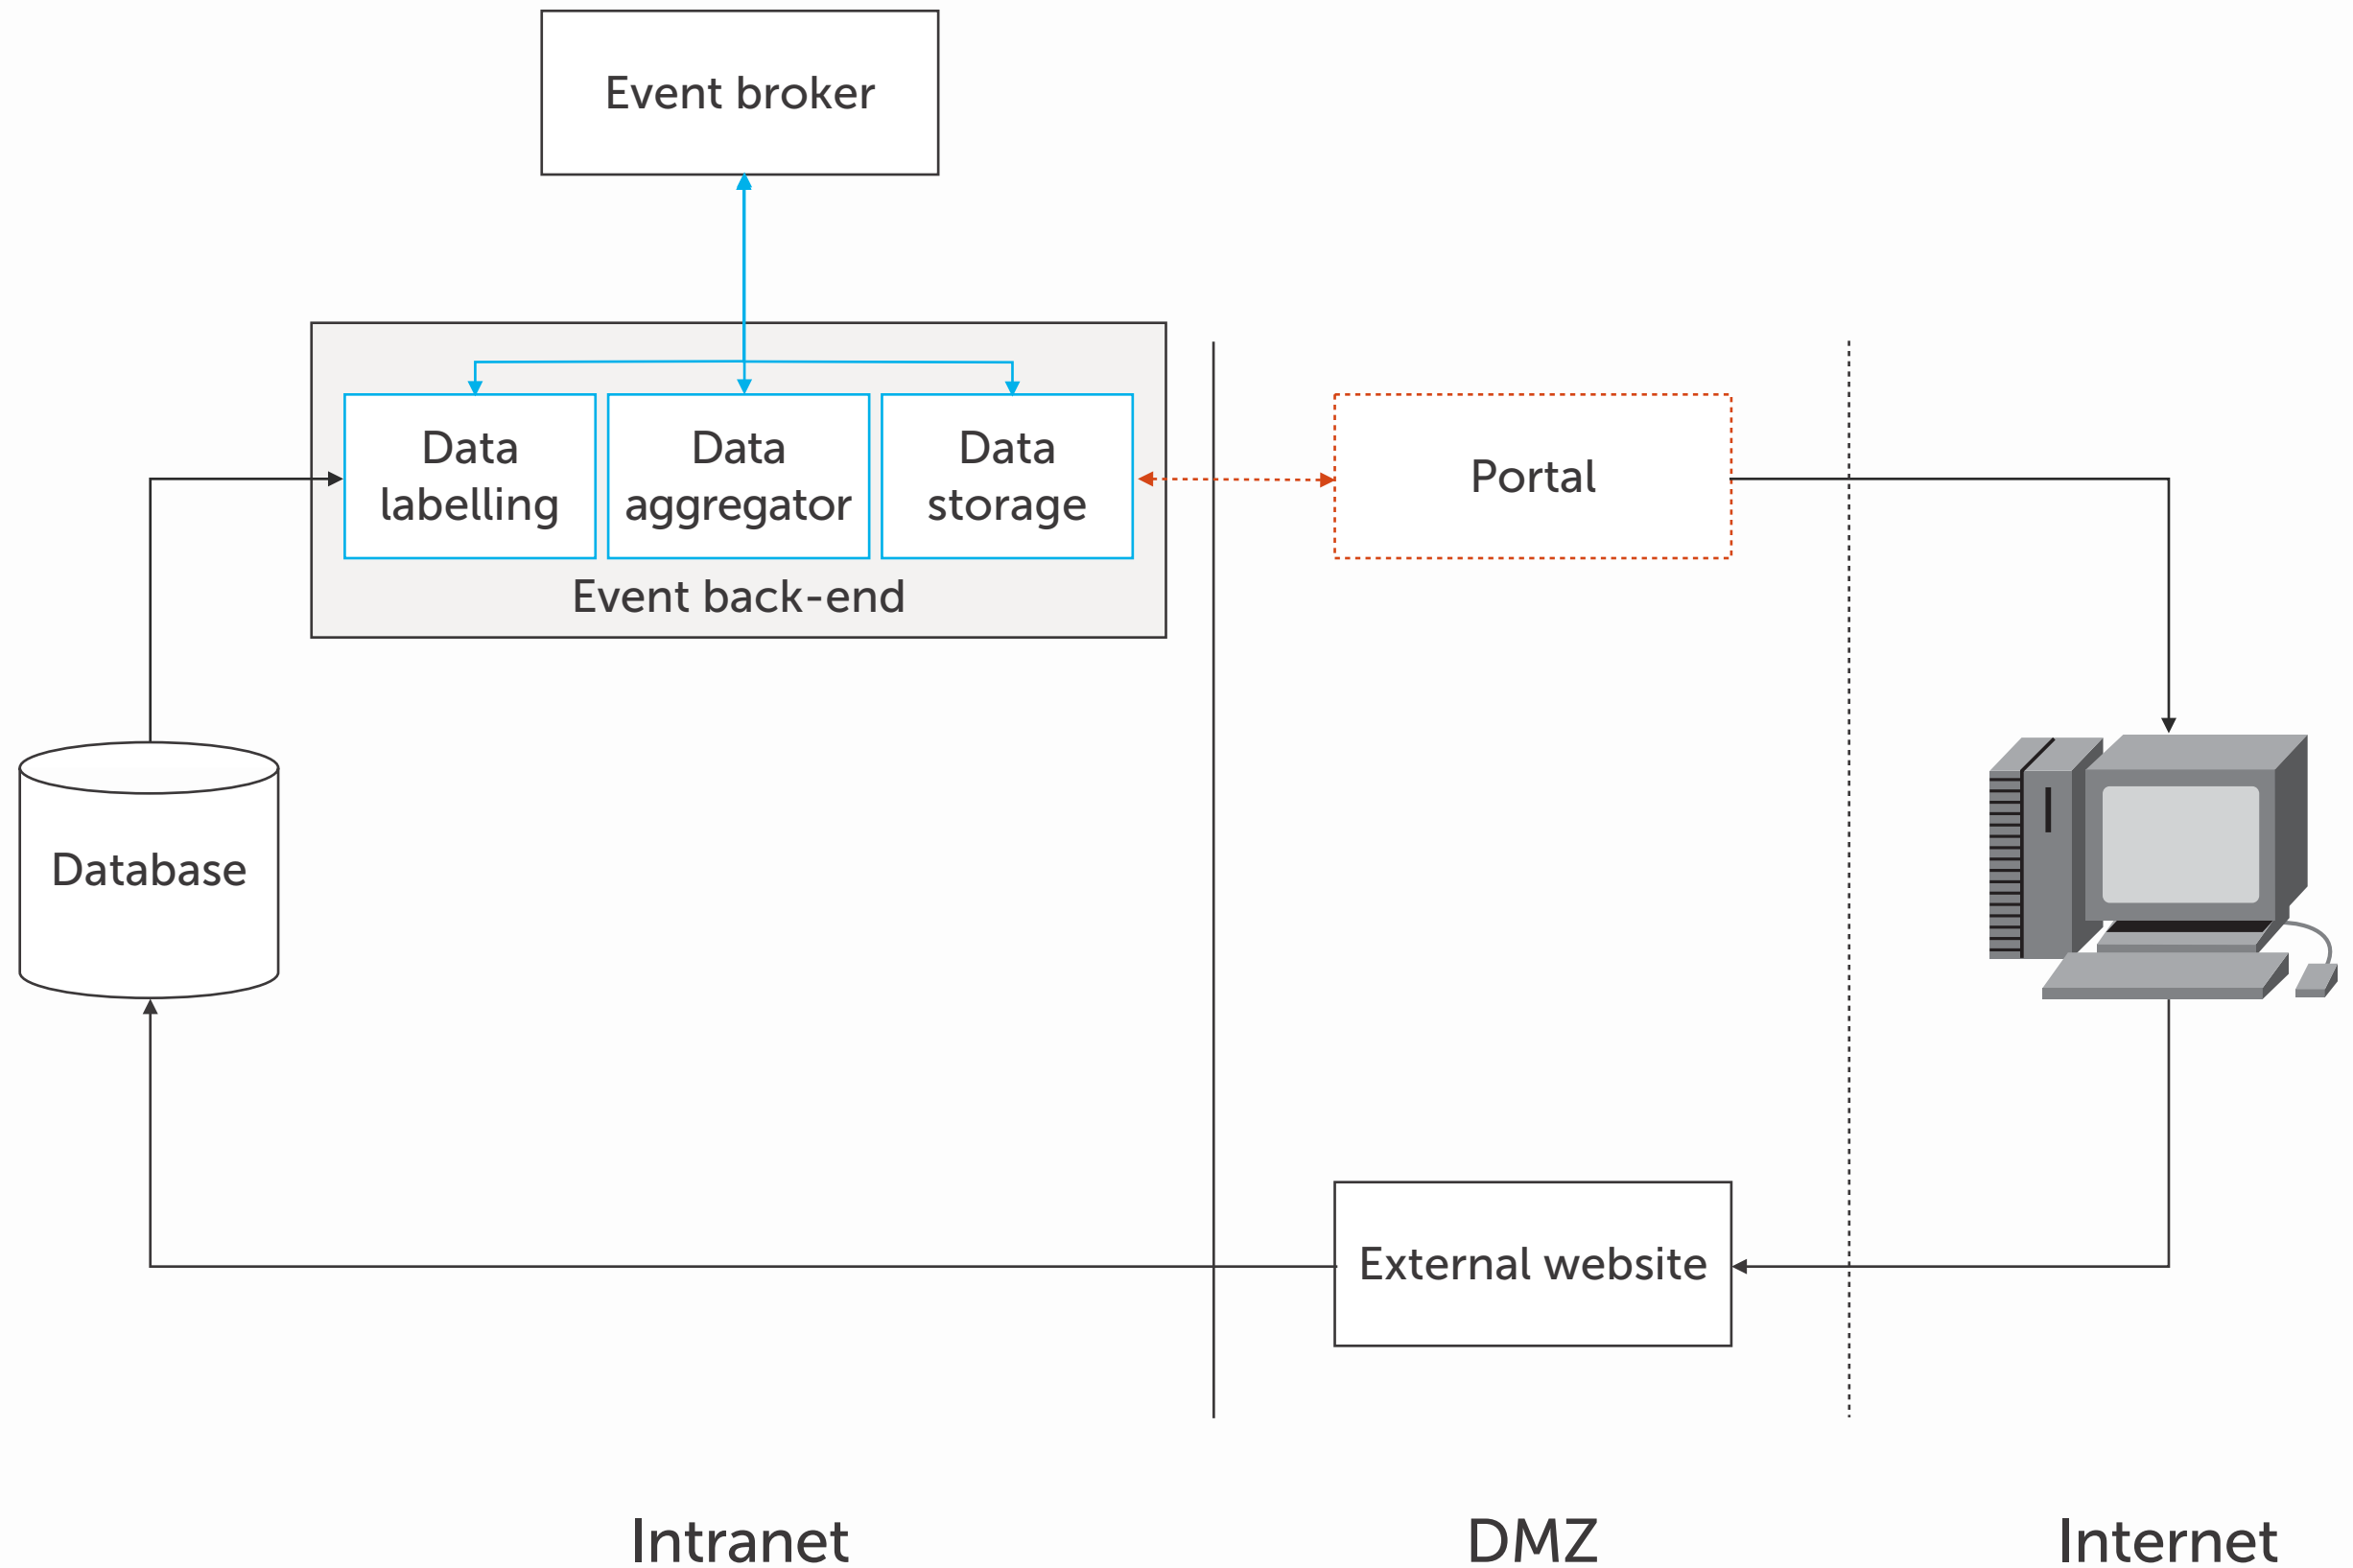 Event broker
Data
labelling
Data
aggregator
Data
storage
Event back-end
Portal
Database
External website
Intranet
DMZ
Internet